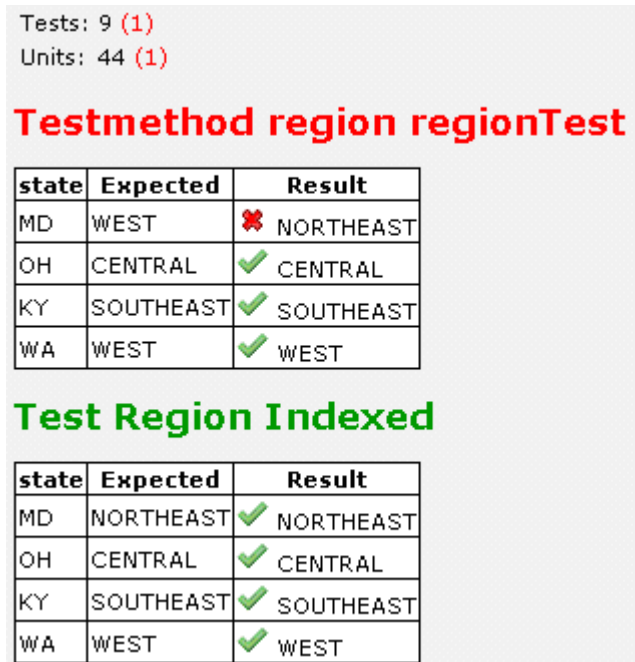 Tests: 9 (1)
Units: 44 (1)
Testmethod region regionTest
state Expected Result
MD WEST NORTHEAST
OH CENTRAL CENTRAL
KY SOUTHEAST SOUTHEAST
WA WEST WEST
Test Region Indexed
state Expected Result
MD NORTHEAST NORTHEAST
OH CENTRAL CENTRAL
KY SOUTHEAST SOUTHEAST
WA WEST WEST